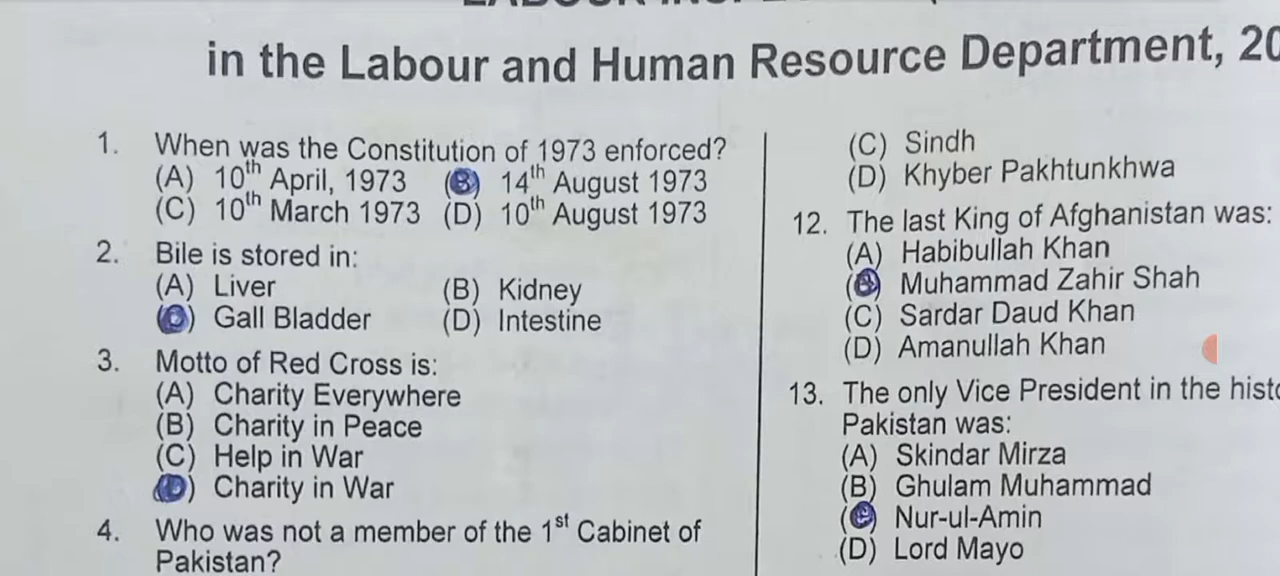 in the Labour and Human Resource Department, 20
1. When was the Constitution of 1973 enforced?
(A) 10th April, 1973 (B) 14th August 1973
(C) 10th March 1973 (D) 10th August 1973
2. Bile is stored in:
(A) Liver (B) Kidney
(C) Gall Bladder (D) Intestine
3. Motto of Red Cross is:
(A) Charity Everywhere
(B) Charity in Peace
(C) Help in War
(D) Charity in War
4. Who was not a member of the 1st Cabinet of
Pakistan?
(C) Sindh
(D) Khyber Pakhtunkhwa
12. The last King of Afghanistan was:
(A) Habibullah Khan
(B) Muhammad Zahir Shah
(C) Sardar Daud Khan
(D) Amanullah Khan
13. The only Vice President in the histo
Pakistan was:
(A) Skindar Mirza
(B) Ghulam Muhammad
(C) Nur-ul-Amin
(D) Lord Mayo